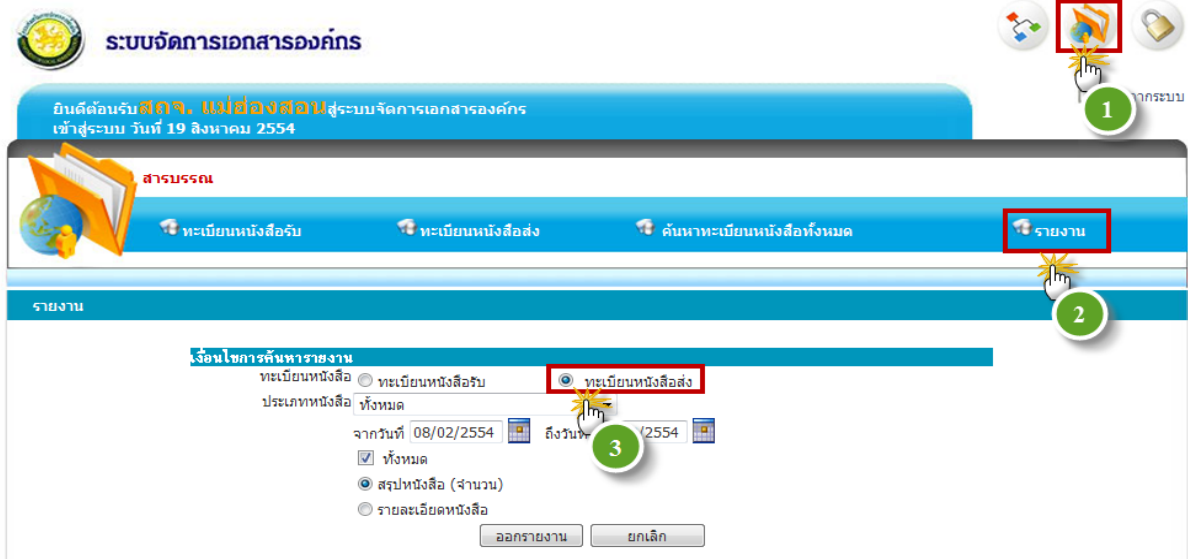 ระบบจัดการเอกสารองค์กร
1
ากระบบ
ยินดีต้อนรับสถจ. แม่ฮ่องสอนสู่ระบบจัดการเอกสารองค์กร
เข้าสู่ระบบ วันที่ 19 สิงหาคม 2554
สารบรรณ
ทะเบียนหนังสือรับ ทะเบียนหนังสือส่ง ค้นหาทะเบียนหนังสือทั้งหมด รายงาน
2
รายงาน
เงื่อนไขการค้นหารายงาน
ทะเบียนหนังสือ ทะเบียนหนังสือรับ ทะเบียนหนังสือส่ง
ประเภทหนังสือ ทั้งหมด
จากวันที่ 08/02/2554 ถึงวันที่ /2554
3
ทั้งหมด
สรุปหนังสือ (จำนวน)
รายละเอียดหนังสือ
ออกรายงาน ยกเลิก